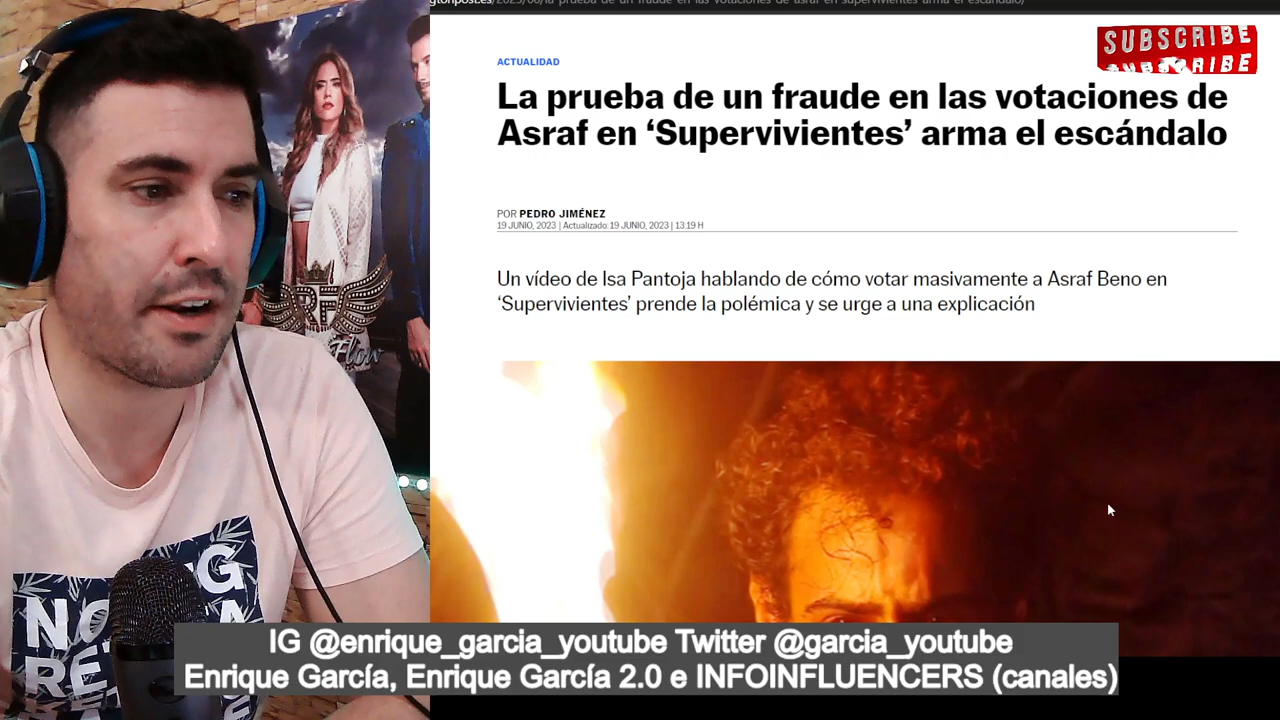 SUBSCRIBE
ACTUALIDAD
La prueba de un fraude en las votaciones de
Asraf en ‘Supervivientes’ arma el escándalo
POR PEDRO JIMÉNEZ
19 JUNIO, 2023 | Actualizado: 19 JUNIO, 2023 | 13:19 H
Un vídeo de Isa Pantoja hablando de cómo votar masivamente a Asraf Beno en
‘Supervivientes’ prende la polémica y se urge a una explicación
RF
Flow
IG @enrique_garcia_youtube Twitter @garcia_youtube
Enrique García, Enrique García 2.0 e INFOINFLUENCERS (canales)